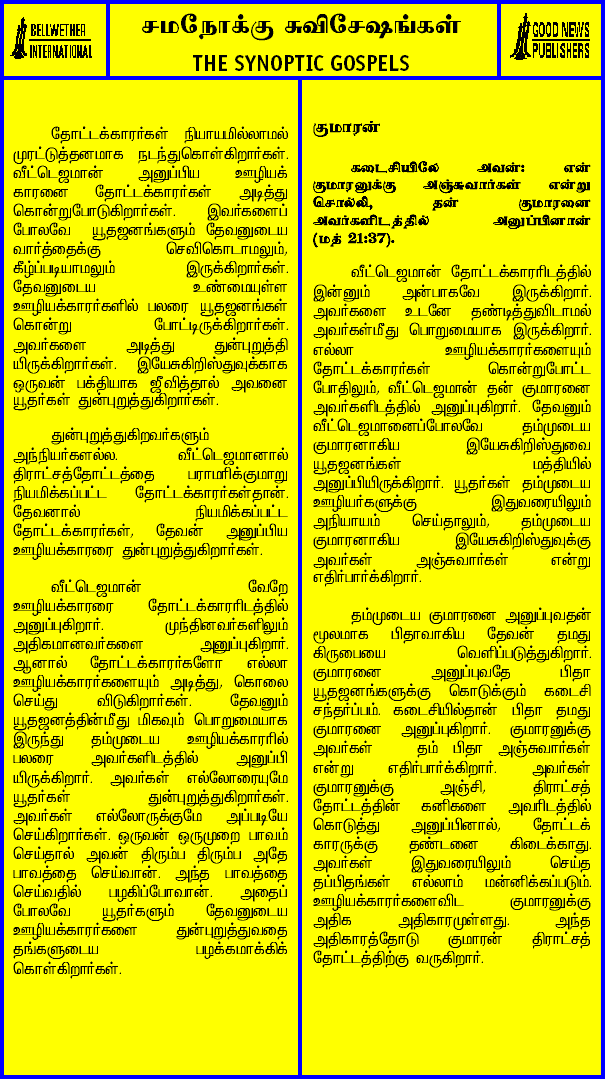 BELLWETHER
INTERNATIONAL
சமநோக்கு சுவிசேஷங்கள்
THE SYNOPTIC GOSPELS
GOOD NEWS
PUBLISHERS
தோட்டக்காரர்கள் நியாயமில்லாமல்
முரட்டுத்தனமாக நடந்துகொள்கிறார்கள்.
வீட்டெஜமான் அனுப்பிய ஊழியக்
காரனை தோட்டக்காரர்கள் அடித்து
கொன்றுபோடுகிறார்கள். இவர்களைப்
போலவே யூதஜனங்களும் தேவனுடைய
வார்த்தைக்கு செவிகொடாமலும்,
கீழ்ப்படியாமலும் இருக்கிறார்கள்.
தேவனுடைய உண்மையுள்ள
ஊழியக்காரர்களில் பலரை யூதஜனங்கள்
கொன்று போட்டிருக்கிறார்கள்.
அவர்களை அடித்து துன்புறுத்தி
யிருக்கிறார்கள். இயேசுகிறிஸ்துவுக்காக
ஒருவன் பக்தியாக ஜீவித்தால் அவனை
யூதர்கள் துன்புறுத்துகிறார்கள்.
துன்புறுத்துகிறவர்களும்
அந்நியர்களல்ல. வீட்டெஜமானால்
திராட்சத்தோட்டத்தை பராமரிக்குமாறு
நியமிக்கப்பட்ட தோட்டக்காரர்கள்தான்.
தேவனால் நியமிக்கப்பட்ட
தோட்டக்காரர்கள், தேவன் அனுப்பிய
ஊழியக்காரரை துன்புறுத்துகிறார்கள்.
வீட்டெஜமான் வேறே
ஊழியக்காரரை தோட்டக்காரரிடத்தில்
அனுப்புகிறார். முந்தினவர்களிலும்
அதிகமானவர்களை அனுப்புகிறார்.
ஆனால் தோட்டக்காரர்களோ எல்லா
ஊழியக்காரர்களையும் அடித்து, கொலை
செய்து விடுகிறார்கள். தேவனும்
யூதஜனத்தின்மீது மிகவும் பொறுமையாக
இருந்து தம்முடைய ஊழியக்காரரில்
பலரை அவர்களிடத்தில் அனுப்பி
யிருக்கிறார். அவர்கள் எல்லோரையுமே
யூதர்கள் துன்புறுத்துகிறார்கள்.
அவர்கள் எல்லோருக்குமே அப்படியே
செய்கிறார்கள். ஒருவன் ஒருமுறை பாவம்
செய்தால் அவன் திரும்ப திரும்ப அதே
பாவத்தை செய்வான். அந்த பாவத்தை
செய்வதில் பழகிப்போவான். அதைப்
போலவே யூதர்களும் தேவனுடைய
ஊழியக்காரர்களை துன்புறுத்துவதை
தங்களுடைய பழக்கமாக்கிக்
கொள்கிறார்கள்.
குமாரன்
கடைசியிலே அவன்: என்
குமாரனுக்கு அஞ்சுவார்கள் என்று
சொல்லி, தன் குமாரனை
அவர்களிடத்தில் அனுப்பினான்
(மத் 21:37).
வீட்டெஜமான் தோட்டக்காரரிடத்தில்
இன்னும் அன்பாகவே இருக்கிறார்.
அவர்களை உடனே தண்டித்துவிடாமல்
அவர்கள்மீது பொறுமையாக இருக்கிறார்.
எல்லா ஊழியக்காரர்களையும்
தோட்டக்காரர்கள் கொன்றுபோட்ட
போதிலும், வீட்டெஜமான் தன் குமாரனை
அவர்களிடத்தில் அனுப்புகிறார். தேவனும்
வீட்டெஜமானைப்போலவே தம்முடைய
குமாரனாகிய இயேசுகிறிஸ்துவை
யூதஜனங்கள் மத்தியில்
அனுப்பியிருக்கிறார். யூதர்கள் தம்முடைய
ஊழியர்களுக்கு இதுவரையிலும்
அநியாயம் செய்தாலும், தம்முடைய
குமாரனாகிய இயேசுகிறிஸ்துவுக்கு
அவர்கள் அஞ்சுவார்கள் என்று
எதிர்பார்க்கிறார்.
தம்முடைய குமாரனை அனுப்புவதன்
மூலமாக பிதாவாகிய தேவன் தமது
கிருபையை வெளிப்படுத்துகிறார்.
குமாரனை அனுப்புவதே பிதா
யூதஜனங்களுக்கு கொடுக்கும் கடைசி
சந்தர்ப்பம். கடைசியில்தான் பிதா தமது
குமாரனை அனுப்புகிறார். குமாரனுக்கு
அவர்கள் தம் பிதா அஞ்சுவார்கள்
என்று எதிர்பார்க்கிறார். அவர்கள்
குமாரனுக்கு அஞ்சி, திராட்சத்
தோட்டத்தின் கனிகளை அவரிடத்தில்
கொடுத்து அனுப்பினால், தோட்டக்
காரருக்கு தண்டனை கிடைக்காது.
அவர்கள் இதுவரையிலும் செய்த
தப்பிதங்கள் எல்லாம் மன்னிக்கப்படும்.
ஊழியக்காரர்களைவிட குமாரனுக்கு
அதிக அதிகாரமுள்ளது. அந்த
அதிகாரத்தோடு குமாரன் திராட்சத்
தோட்டத்திற்கு வருகிறார்.